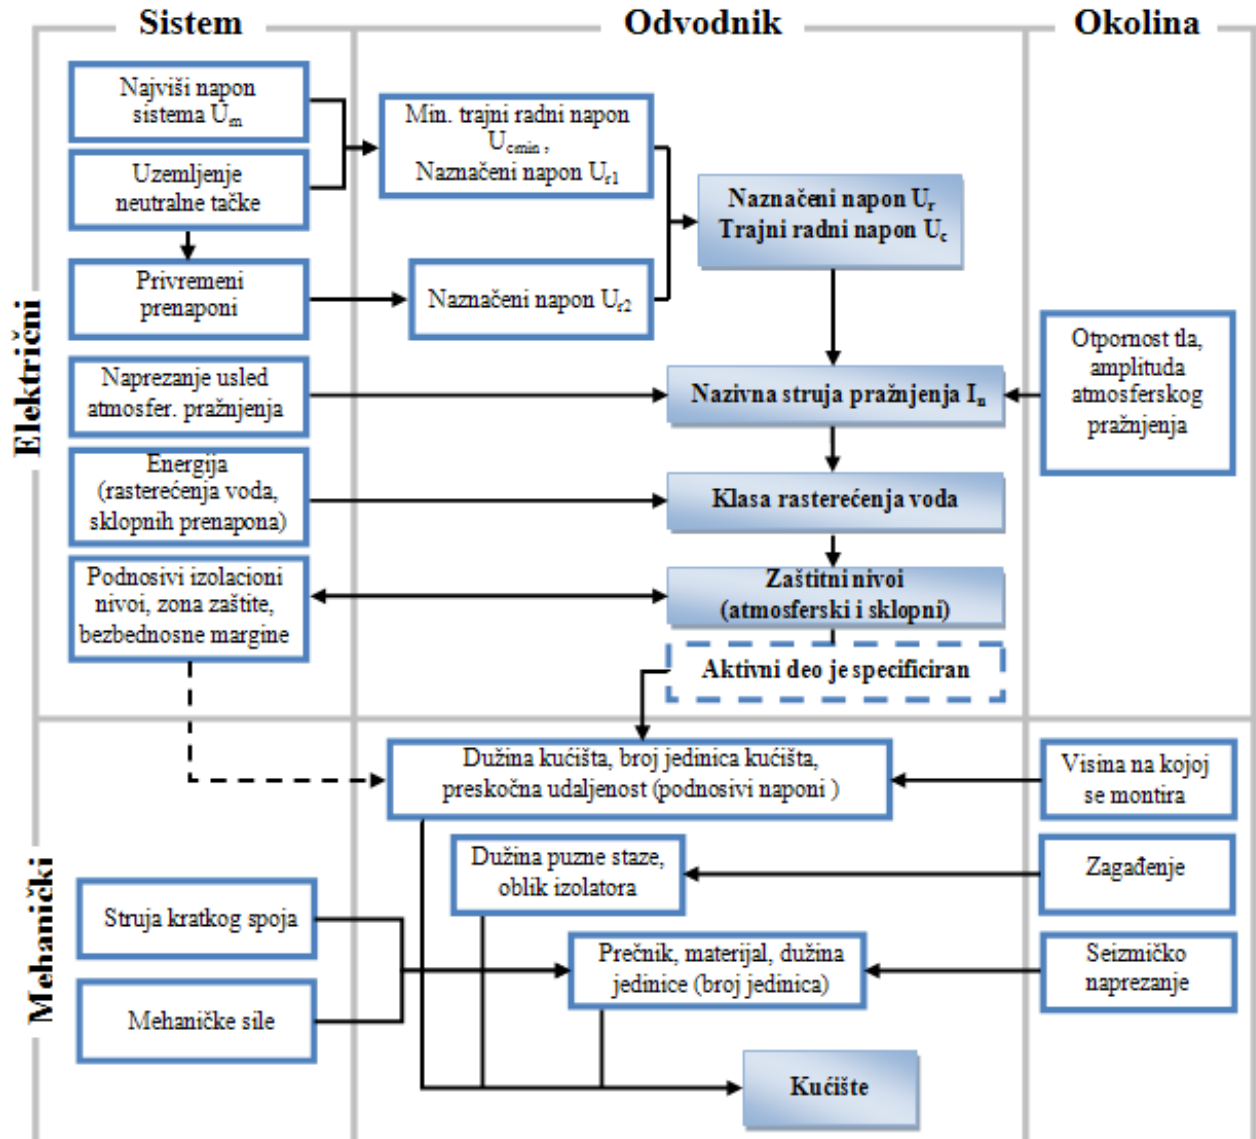 Sistem
Odvodnik
Okolina
Električni
Najviši napon
sistema Um
Uzemljenje
neutralne tačke
Privremeni
prenaponi
Naprezanje usled
atmosfer. pražnjenja
Energija
(rasterećenja voda,
sklopnih prenapona)
Podnosivi izolacioni
nivoi, zona zaštite,
bezbednosne margine
Min. trajni radni napon
Ucmin ,
Naznačeni napon Ur1
Naznačeni napon Ur2
Naznačeni napon Ur
Trajni radni napon Uc
Nazivna struja pražnjenja In
Klasa rasterećenja voda
Zaštitni nivoi
(atmosferski i sklopni)
Aktivni deo je specificiran
Otpornost tla,
amplituda
atmosferskog
pražnjenja
Mehanički
Struja kratkog spoja
Mehaničke sile
Dužina kućišta, broj jedinica kućišta,
preskočna udaljenost (podnosivi naponi )
Dužina puzne staze,
oblik izolatora
Prečnik, materijal, dužina
jedinice (broj jedinica)
Kućište
Visina na kojoj
se montira
Zagađenje
Seizmičko
naprezanje